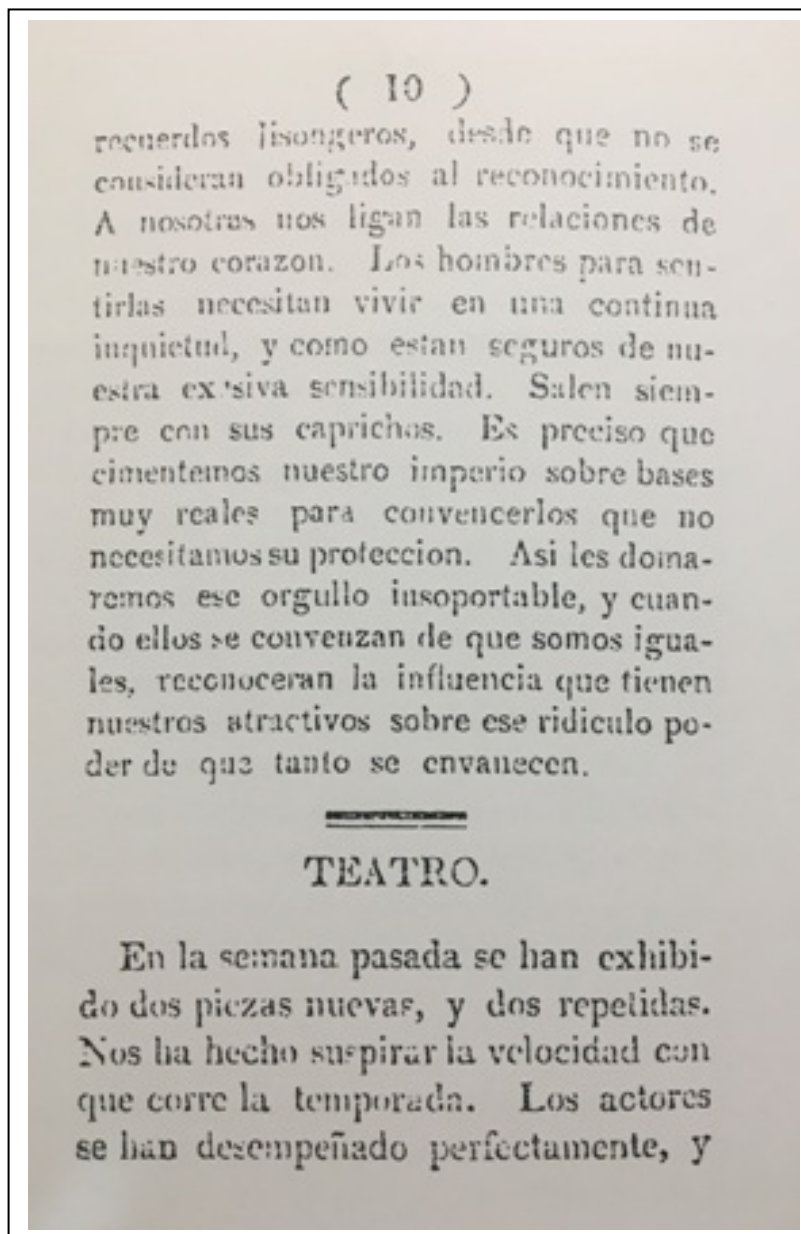 ( 10 )
recuerdos lisongeros, desde que no se
consideran obligados al reconocimiento.
A nosotras nos ligan las relaciones de
nuestro corazon. Los hombres para sen-
tirlas necesitan vivir en una continua
inquietud, y como estan seguros de nu-
estra sensibilidad. Salen siem-
pre con sus caprichos. Es preciso que
cimentemos nuestro imperio sobre bases
muy reales para convencerlos que no
necesitamos su proteccion. Asi les doma-
remos ese orgullo insoportable, y cuan-
do ellos se convenzan de que somos igua-
les, reconoceran la influencia que tienen
nuestros atractivos sobre ese ridiculo po-
der de que tanto se envanecen.
TEATRO.
En la semana pasada se han exhibi-
do dos piezas nuevas, y dos repetidas.
Nos ha hecho suspirar la velocidad con
que corre la temporada. Los actores
se han desempeñado perfectamente, y